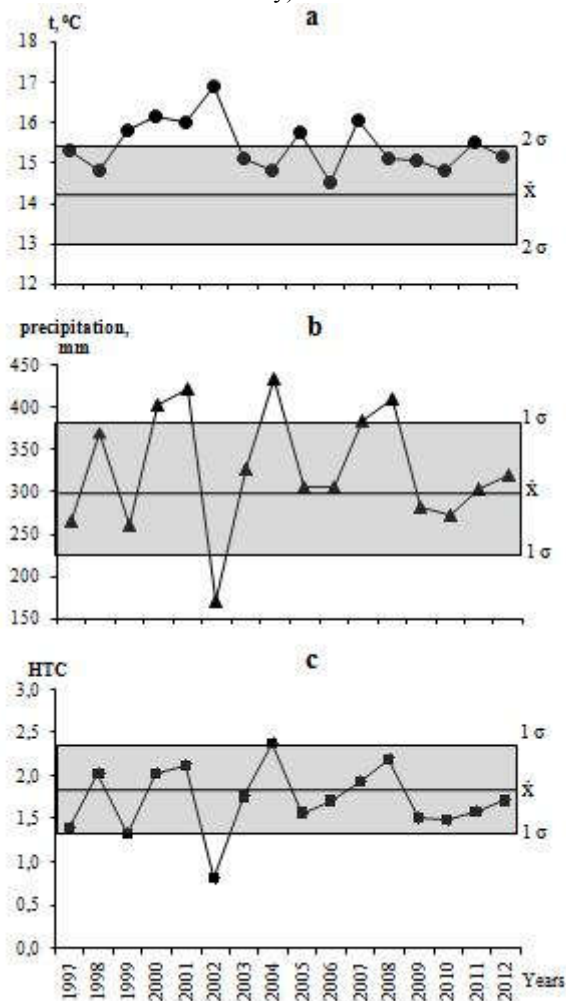 a
t, ºC
18
17
16
15
14
13
12
2 σ
x̄
2 σ
b
precipitation,
mm
450
400
350
300
250
200
150
1 σ
x̄
1 σ
c
HTC
3,0
2,5
2,0
1,5
1,0
0,5
0,0
1 σ
x̄
1 σ
1997 1998 1999 2000 2001 2002 2003 2004 2005 2006 2007 2008 2009 2010 2011 2012 Years